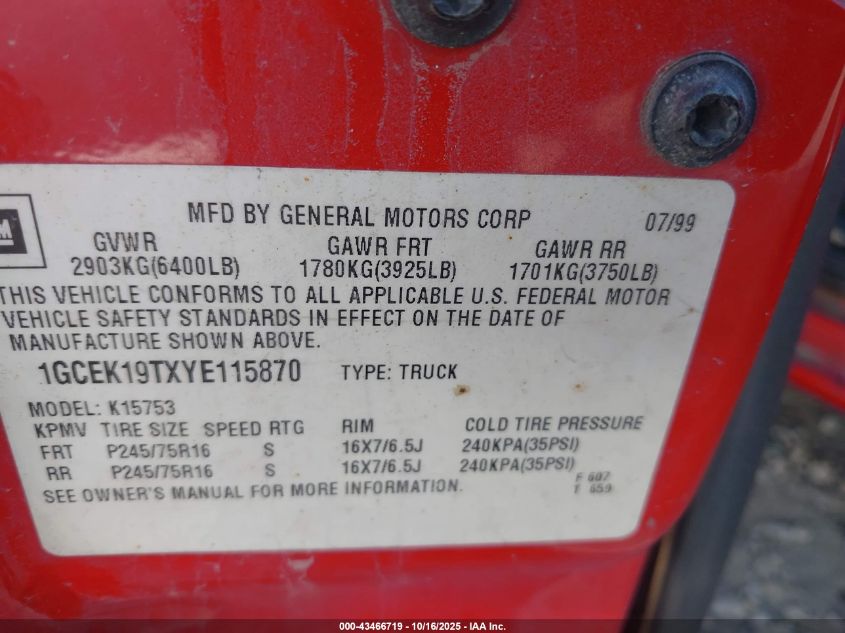 GM
MFD BY GENERAL MOTORS CORP 07/99
GVWR GAWR FRT GAWR RR
2903KG(6400LB) 1780KG(3925LB) 1701KG(3750LB)
THIS VEHICLE CONFORMS TO ALL APPLICABLE U.S. FEDERAL MOTOR
VEHICLE SAFETY STANDARDS IN EFFECT ON THE DATE OF
MANUFACTURE SHOWN ABOVE.
1GCEK19TXYE115870 TYPE: TRUCK
MODEL: K15753
KPMV TIRE SIZE SPEED RTG RIM COLD TIRE PRESSURE
FRT P245/75R16 S 16X7/6.5J 240KPA(35PSI)
RR P245/75R16 S 16X7/6.5J 240KPA(35PSI)
SEE OWNER'S MANUAL FOR MORE INFORMATION.
F 607
T 659
000-43466719 - 10/16/2025 - IAA Inc.